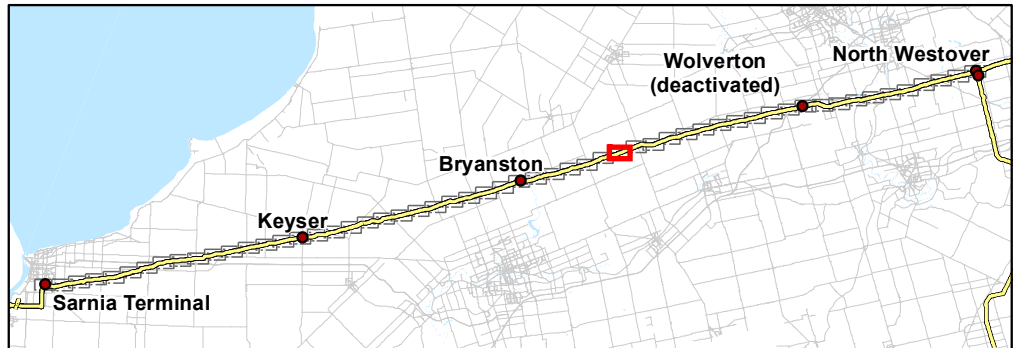 Wolverton
(deactivated)
North Westover
Bryanston
Keyser
Sarnia Terminal